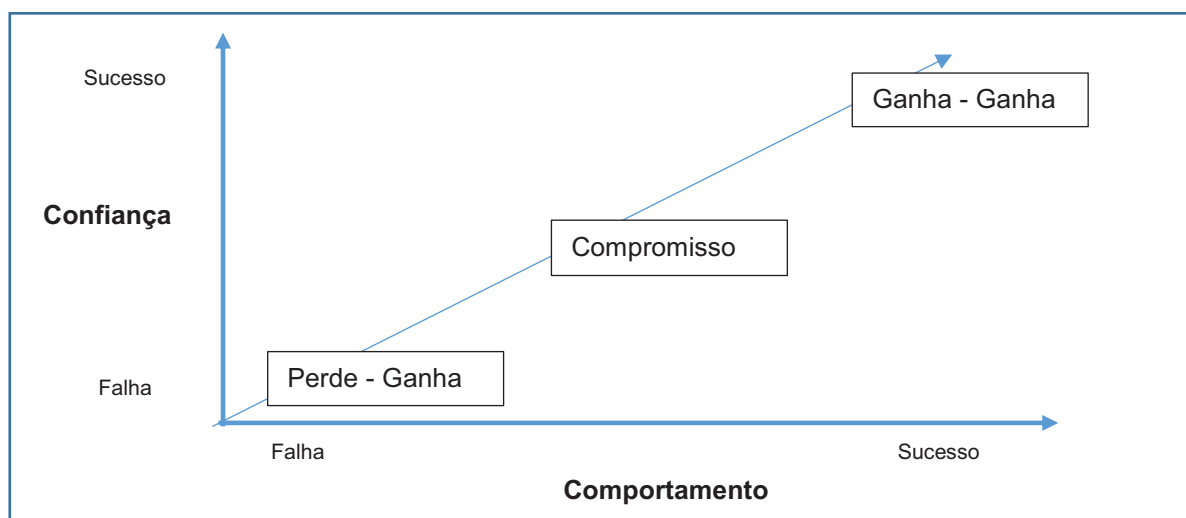 Sucesso
Ganha - Ganha
Confiança
Compromisso
Perde - Ganha
Falha
Falha
Sucesso
Comportamento